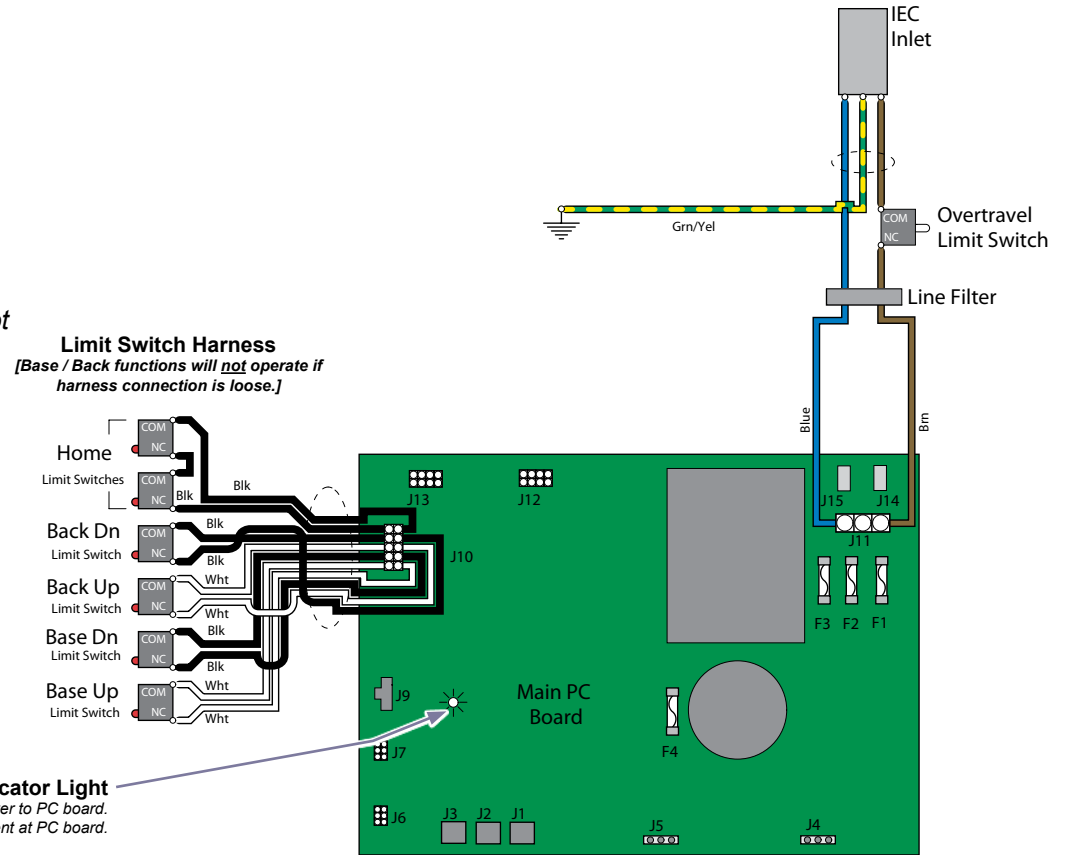 IEC
Inlet
COM
NC
Overtravel
Limit Switch
Grn/Yel
Line Filter
Limit Switch Harness
[Base / Back functions will not operate if
harness connection is loose.]
Blue
Brn
COM
NC
Home
Limit Switches
COM
NC
Blk
Blk
Back Dn
Limit Switch
COM
NC
Blk
Blk
Back Up
Limit Switch
COM
NC
Wht
Wht
Base Dn
Limit Switch
COM
NC
Blk
Blk
Base Up
Limit Switch
COM
NC
Wht
Wht
J13
J12
J15
J14
J11
J10
F3
F2
F1
J9
Main PC
Board
F4
J7
cator Light
er to PC board.
ent at PC board.
J6
J3
J2
J1
J5
J4